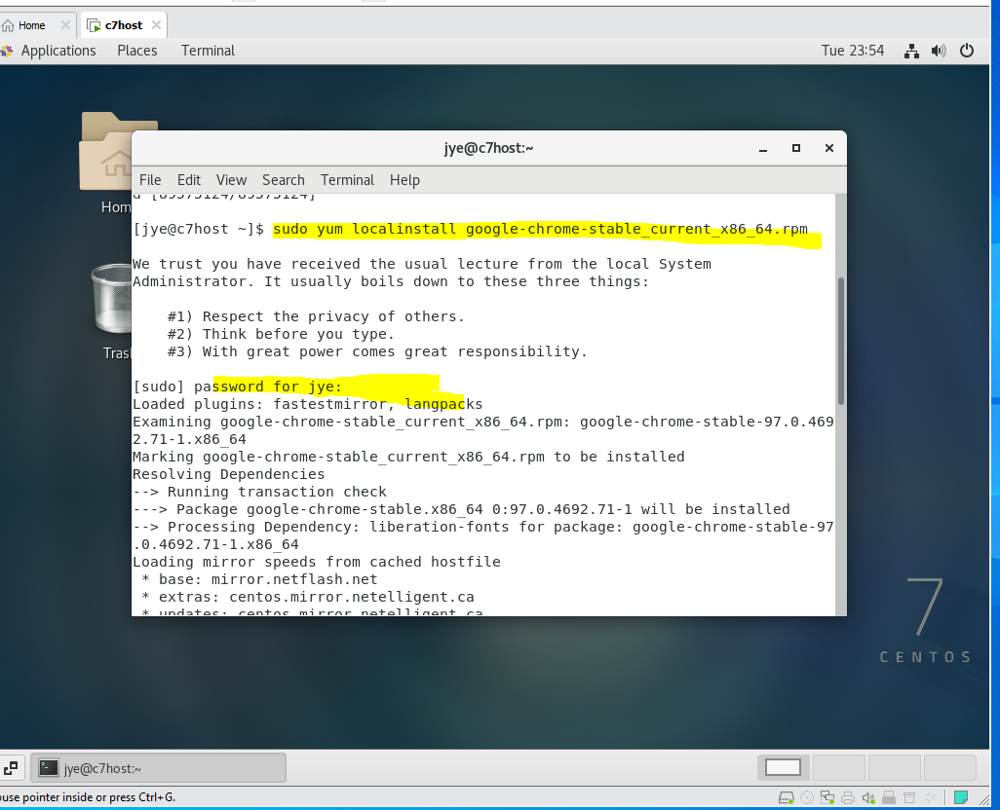 Home
c7host
Applications Places Terminal Tue 23:54
jye@c7host:~
File Edit View Search Terminal Help
[89575124/89575124]
[jye@c7host ~]$ sudo yum localinstall google-chrome-stable_current_x86_64.rpm
We trust you have received the usual lecture from the local System
Administrator. It usually boils down to these three things:
#1) Respect the privacy of others.
#2) Think before you type.
#3) With great power comes great responsibility.
[sudo] password for jye:
Loaded plugins: fastestmirror, langpacks
Examining google-chrome-stable_current_x86_64.rpm: google-chrome-stable-97.0.469
2.71-1.x86_64
Marking google-chrome-stable_current_x86_64.rpm to be installed
Resolving Dependencies
--> Running transaction check
---> Package google-chrome-stable.x86_64 0:97.0.4692.71-1 will be installed
--> Processing Dependency: liberation-fonts for package: google-chrome-stable-97
.0.4692.71-1.x86_64
Loading mirror speeds from cached hostfile
* base: mirror.netflash.net
* extras: centos.mirror.netelligent.ca
* updates: centos.mirror.netelligent.ca
Hom
Tras
7
CENTOS
jye@c7host:~
ouse pointer inside or press Ctrl+G.